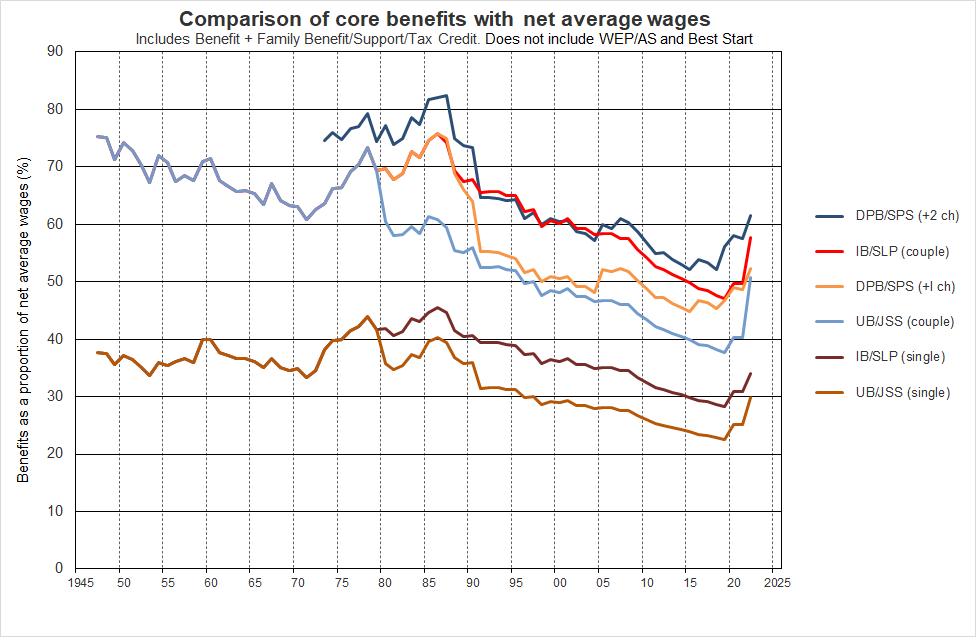 Comparison of core benefits with net average wages
Includes Benefit + Family Benefit/Support/Tax Credit. Does not include WEP/AS and Best Start
Benefits as a proportion of net average wages (%)
90
80
70
60
50
40
30
20
10
0
1945 50 55 60 65 70 75 80 85 90 95 00 05 10 15 20 2025
DPB/SPS (+2 ch)
IB/SLP (couple)
DPB/SPS (+l ch)
UB/JSS (couple)
IB/SLP (single)
UB/JSS (single)